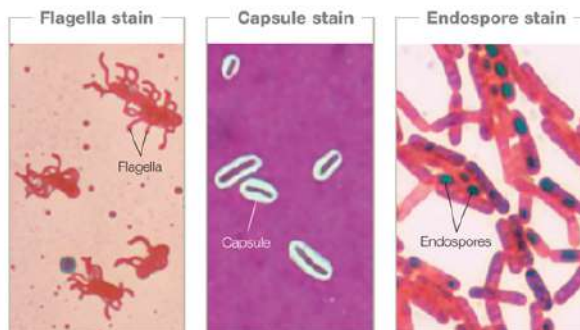 Flagella stain
Capsule stain
Endospore stain
Flagella
Capsule
Endospores